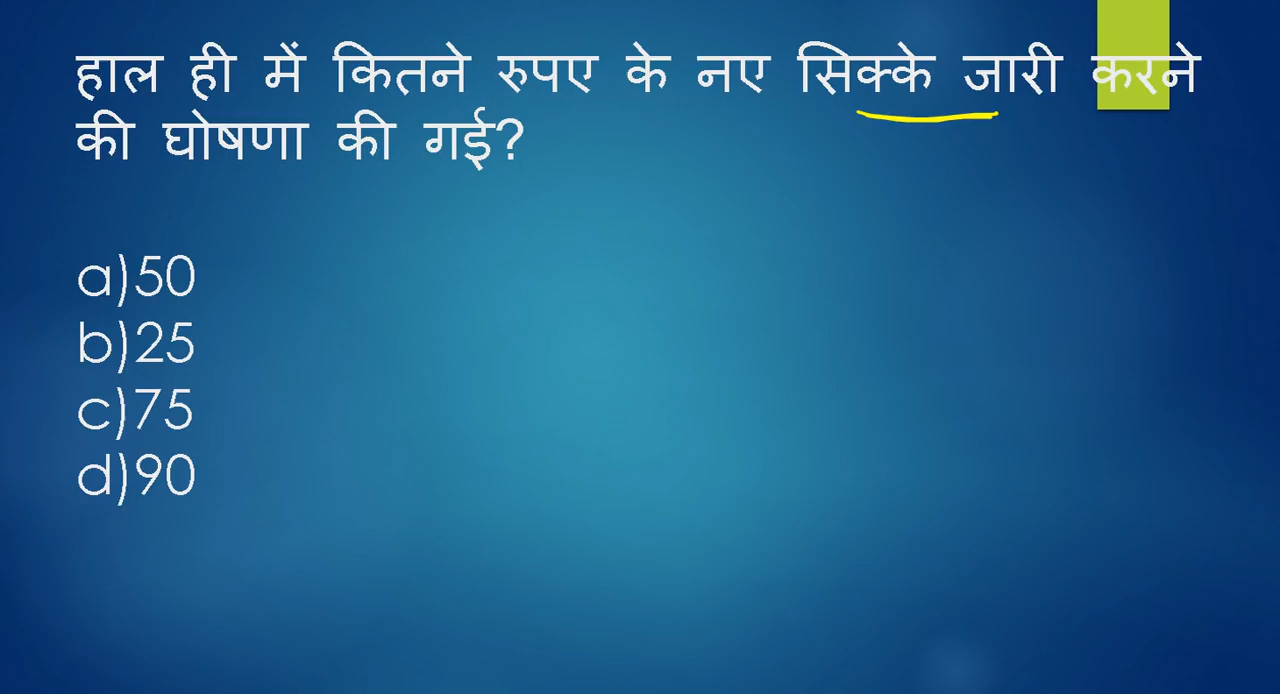 हाल ही में कितने रुपए के नए सिक्के जारी करने
की घोषणा की गई?
a)50
b)25
c)75
d)90